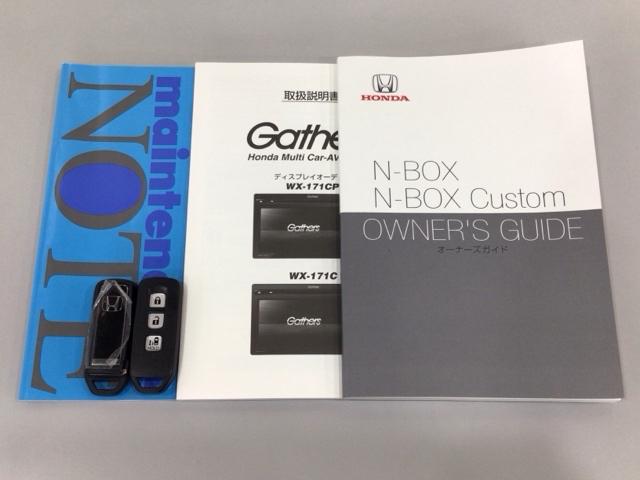 mainten
NOTE
取扱説明書
Gathe
Honda Multi Car-AV
ディスプレイオーデ
WX-171CP
Gathers
WX-171C
Gathers
HONDA
N-BOX
N-BOX Custom
OWNER'S GUIDE
オーナーズガイド
HOLD